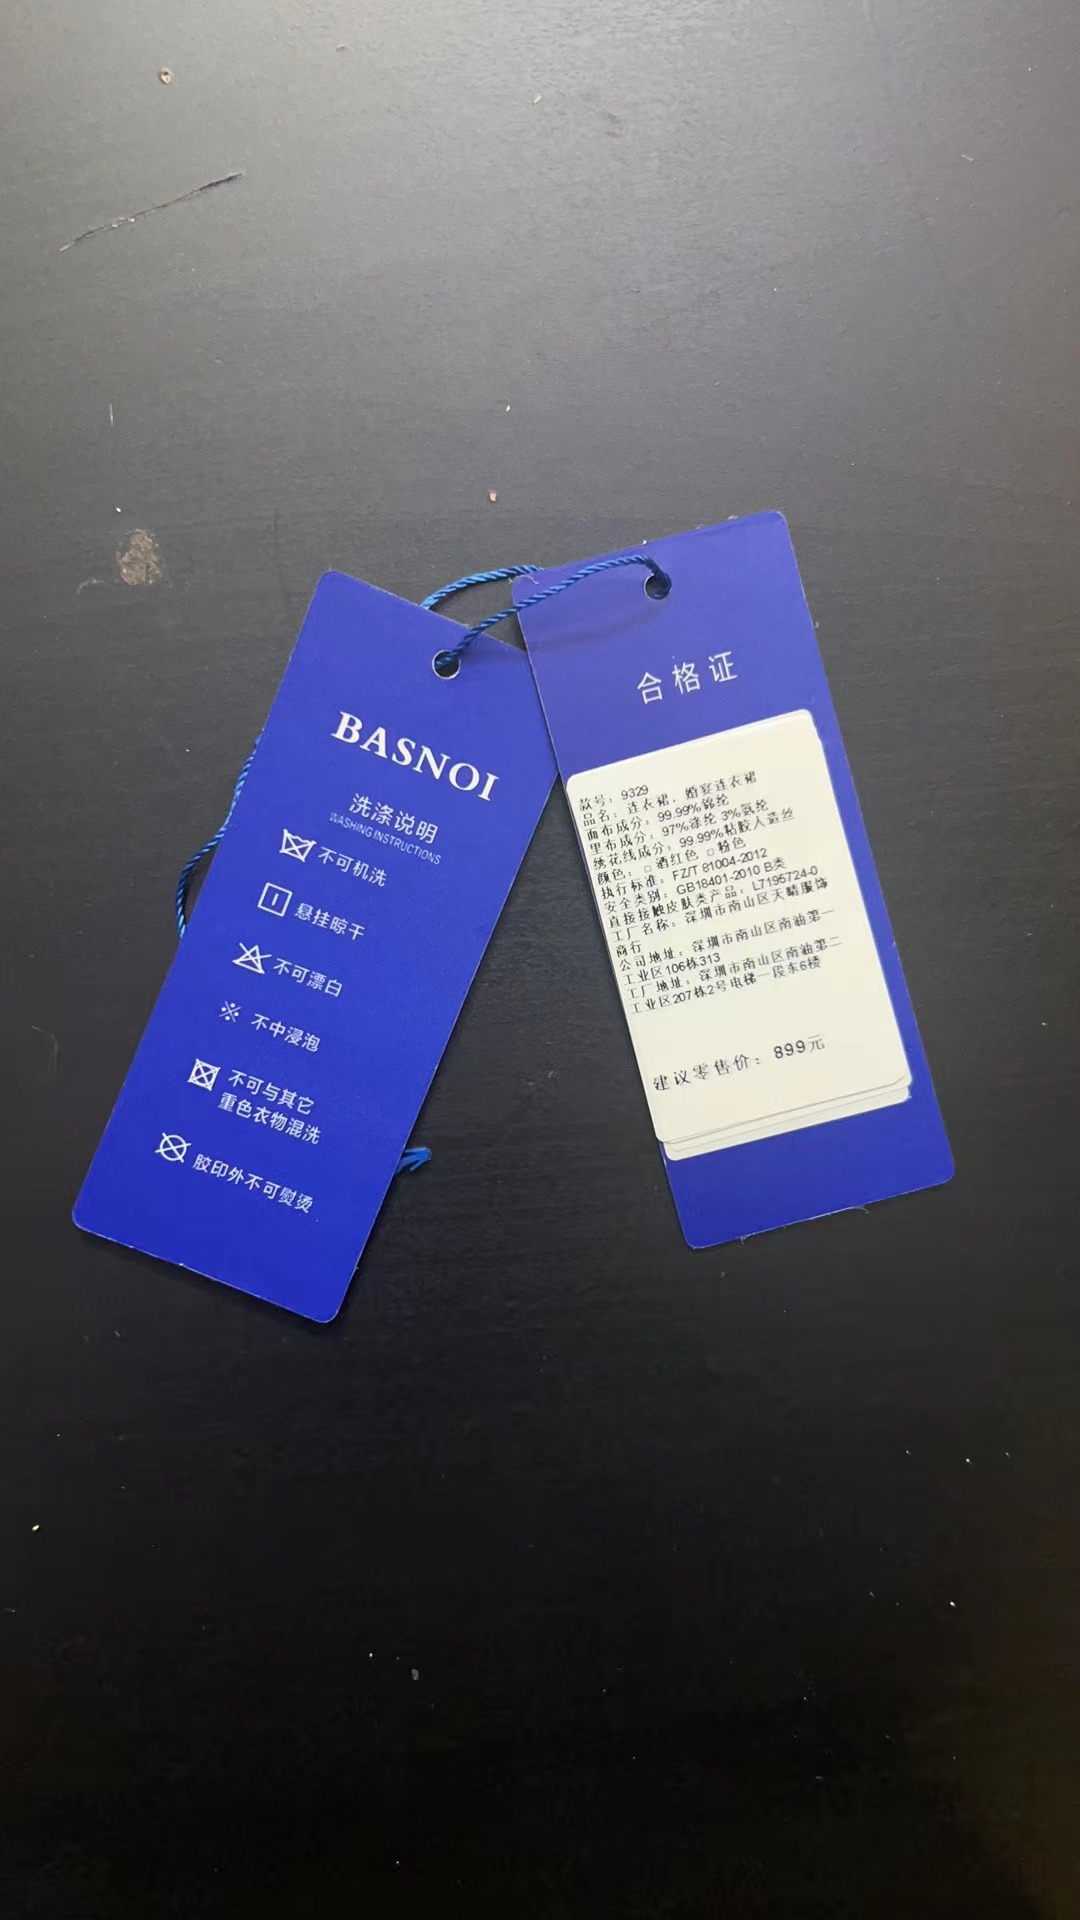 BASNOI
洗涤说明
WASHING INSTRUCTIONS
不可机洗
悬挂晾干
不可漂白
※ 不中浸泡
不可与其它
重色衣物混洗
胶印外不可熨烫
合格证
款号：9329
品名：连衣裙，婚宴连衣裙
面布成分：99.99%锦纶
里布成分：97%涤纶 3%氨纶
绣花线成分：99.99%粘胶人造丝
颜色：□酒红色 □粉色
执行标准：FZ/T 81004-2012
安全类别：GB18401-2010 B类
直接接触皮肤类产品：L7195724-0
工厂名称：深圳市南山区天晴服饰
商行
公司地址：深圳市南山区南油第一
工业区106栋313
工厂地址：深圳市南山区南油第二
工业区207栋2号电梯一段东6楼
建议零售价：899元